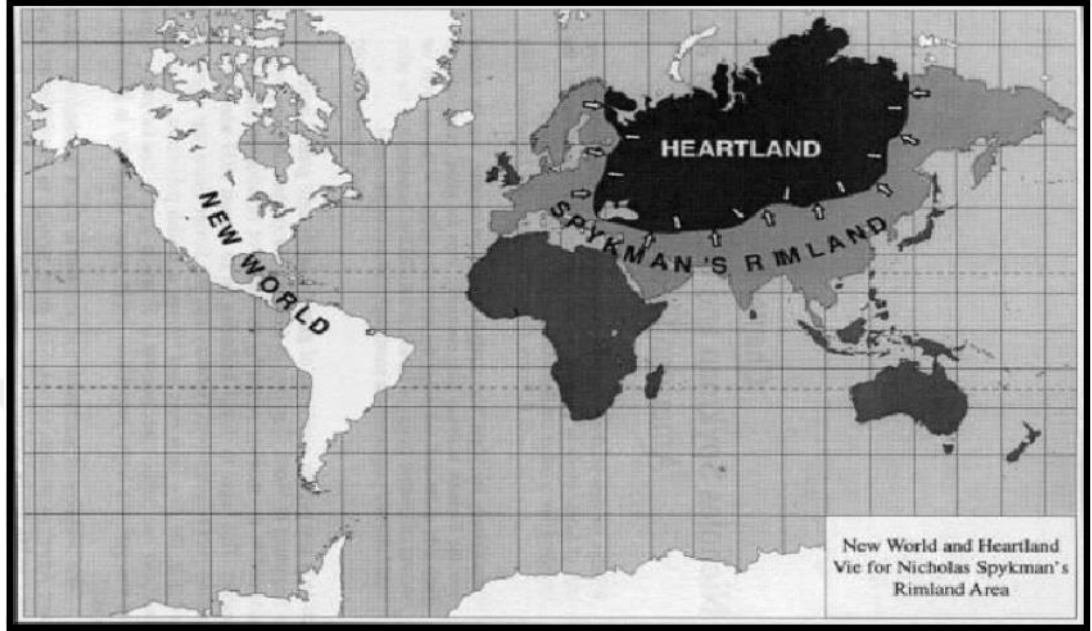 HEARTLAND
NEW WORLD
SPYKMAN'S RIMLAND
New World and Heartland
Vie for Nicholas Spykman's
Rimland Area